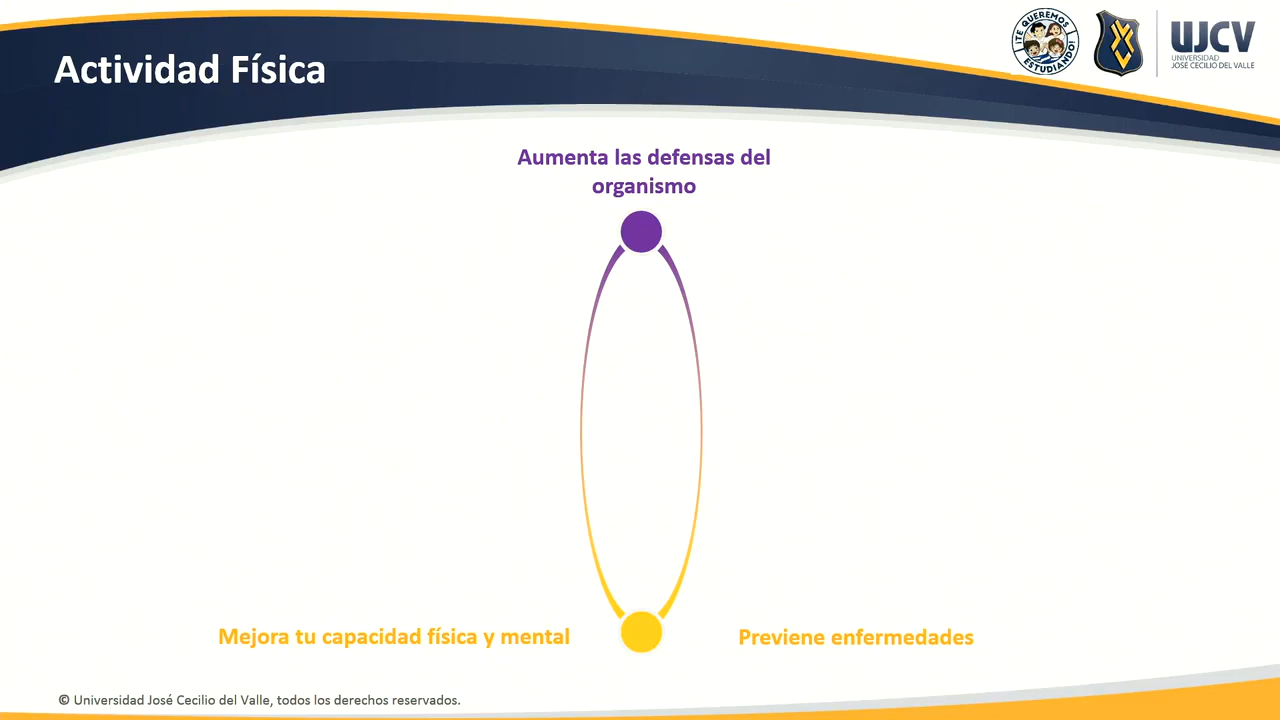 Actividad Física
¡TE QUEREMOS
ESTUDIANDO!
UJCV
UNIVERSIDAD
JOSÉ CECILIO DEL VALLE
Aumenta las defensas del
organismo
Mejora tu capacidad física y mental
Previene enfermedades
© Universidad José Cecilio del Valle, todos los derechos reservados.